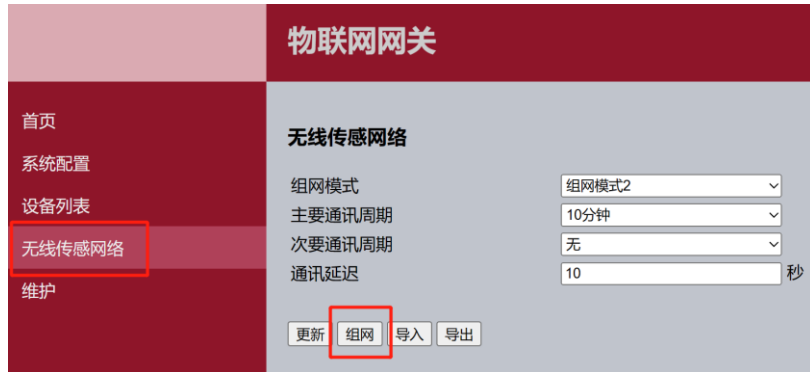 物联网网关
首页
系统配置
设备列表
无线传感网络
维护
无线传感网络
组网模式 组网模式2
主要通讯周期 10分钟
次要通讯周期 无
通讯延迟 10 秒
更新 组网 导入 导出